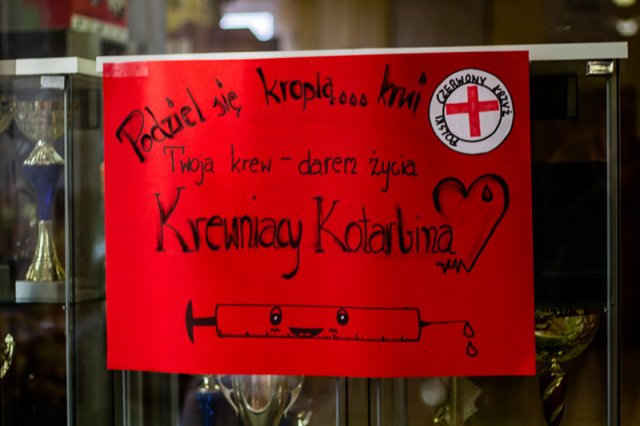 Podziel się kroplą... krwi
POLSKI CZERWONY KRZYŻ
Twoja krew - darem życia
Krewniacy Kotarbina